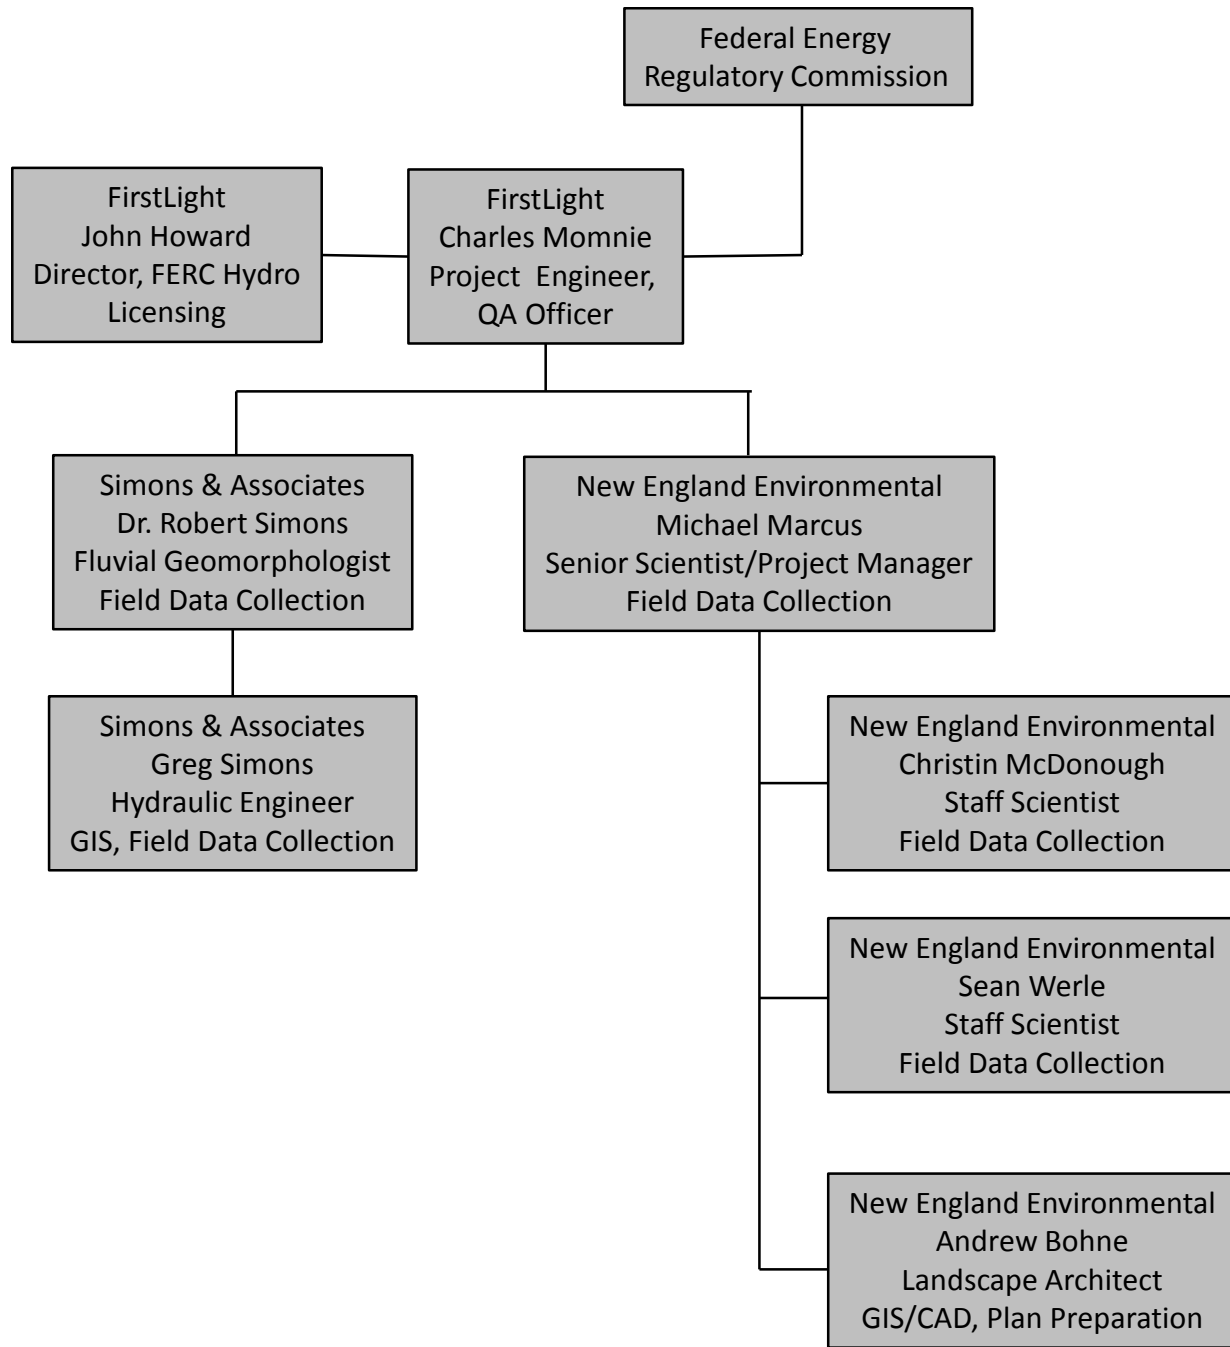 Federal Energy
Regulatory Commission
FirstLight
John Howard
Director, FERC Hydro
Licensing
FirstLight
Charles Momnie
Project  Engineer,
QA Officer
Simons & Associates
Dr. Robert Simons
Fluvial Geomorphologist
Field Data Collection
New England Environmental
Michael Marcus
Senior Scientist/Project Manager
Field Data Collection
Simons & Associates
Greg Simons
Hydraulic Engineer
GIS, Field Data Collection
New England Environmental
Christin McDonough
Staff Scientist
Field Data Collection
New England Environmental
Sean Werle
Staff Scientist
Field Data Collection
New England Environmental
Andrew Bohne
Landscape Architect
GIS/CAD, Plan Preparation